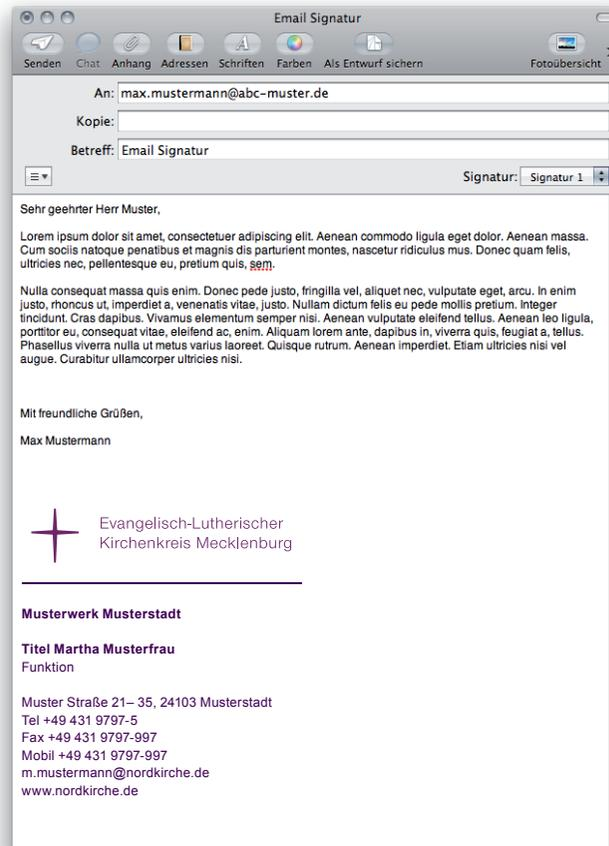 Email Signatur
Senden Chat Anhang Adressen Schriften Farben Als Entwurf sichern Fotoübersicht
An: max.mustermann@abc-muster.de
Kopie:
Betreff: Email Signatur
Signatur: Signatur 1
Sehr geehrter Herr Muster,
Lorem ipsum dolor sit amet, consectetuer adipiscing elit. Aenean commodo ligula eget dolor. Aenean massa.
Cum sociis natoque penatibus et magnis dis parturient montes, nascetur ridiculus mus. Donec quam felis,
ultricies nec, pellentesque eu, pretium quis, sem.
Nulla consequat massa quis enim. Donec pede justo, fringilla vel, aliquet nec, vulputate eget, arcu. In enim
justo, rhoncus ut, imperdiet a, venenatis vitae, justo. Nullam dictum felis eu pede mollis pretium. Integer
tincidunt. Cras dapibus. Vivamus elementum semper nisi. Aenean vulputate eleifend tellus. Aenean leo ligula,
porttitor eu, consequat vitae, eleifend ac, enim. Aliquam lorem ante, dapibus in, viverra quis, feugiat a, tellus.
Phasellus viverra nulla ut metus varius laoreet. Quisque rutrum. Aenean imperdiet. Etiam ultricies nisi vel
augue. Curabitur ullamcorper ultricies nisi.
Mit freundliche Grüßen,
Max Mustermann
Evangelisch-Lutherischer
Kirchenkreis Mecklenburg
Musterwerk Musterstadt
Titel Martha Musterfrau
Funktion
Muster Straße 21– 35, 24103 Musterstadt
Tel +49 431 9797-5
Fax +49 431 9797-997
Mobil +49 431 9797-997
m.mustermann@nordkirche.de
www.nordkirche.de